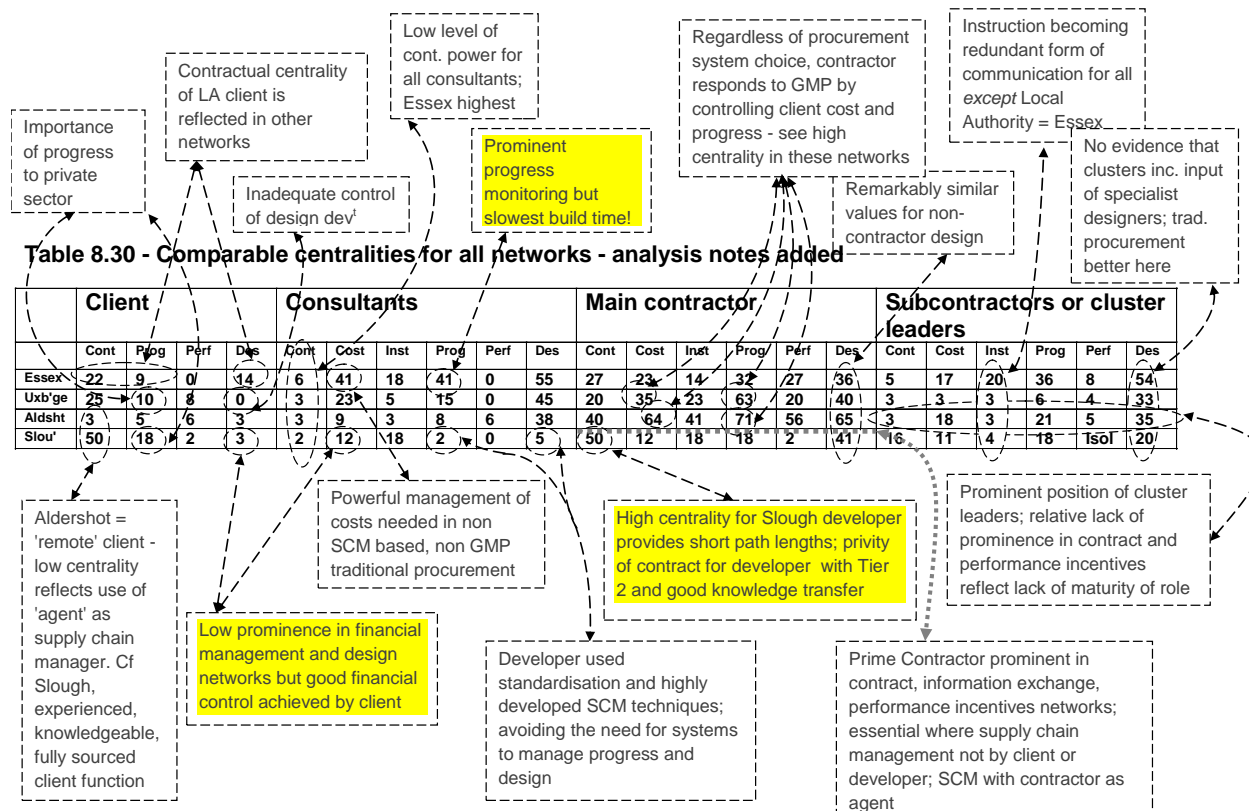 Importance
of progress
to private
sector
Contractual centrality
of LA client is
reflected in other
networks
Low level of
cont. power for
all consultants;
Essex highest
Inadequate control
of design devᵗ
Prominent
progress
monitoring but
slowest build time!
Regardless of procurement
system choice, contractor
responds to GMP by
controlling client cost and
progress - see high
centrality in these networks
Remarkably similar
values for non-
contractor design
Instruction becoming
redundant form of
communication for all
except Local
Authority = Essex
No evidence that
clusters inc. input
of specialist
designers; trad.
procurement
better here
Table 8.30 - Comparable centralities for all networks - analysis notes added
Client Consultants Main contractor Subcontractors or cluster
leaders
Cont Prog Perf Des Cont Cost Inst Prog Perf Des Cont Cost Inst Prog Perf Des Cont Cost Inst Prog Perf Des
Essex 22 9 0 14 6 41 18 41 0 55 27 23 14 32 27 36 5 17 20 36 8 54
Uxb'ge 25 10 8 0 3 23 5 15 0 45 20 35 23 63 20 40 3 3 3 6 4 33
Aldsht 3 5 6 3 3 9 3 8 6 38 40 64 41 71 56 65 3 18 3 21 5 35
Slou' 50 18 2 3 2 12 18 2 0 5 50 12 18 18 2 41 16 11 4 18 Isol 20
Aldershot =
'remote' client -
low centrality
reflects use of
'agent' as
supply chain
manager. Cf
Slough,
experienced,
knowledgeable,
fully sourced
client function
Low prominence in financial
management and design
networks but good financial
control achieved by client
Powerful management of
costs needed in non
SCM based, non GMP
traditional procurement
Developer used
standardisation and highly
developed SCM techniques;
avoiding the need for systems
to manage progress and
design
High centrality for Slough developer
provides short path lengths; privity
of contract for developer with Tier
2 and good knowledge transfer
Prominent position of cluster
leaders; relative lack of
prominence in contract and
performance incentives
reflect lack of maturity of role
Prime Contractor prominent in
contract, information exchange,
performance incentives networks;
essential where supply chain
management not by client or
developer; SCM with contractor as
agent